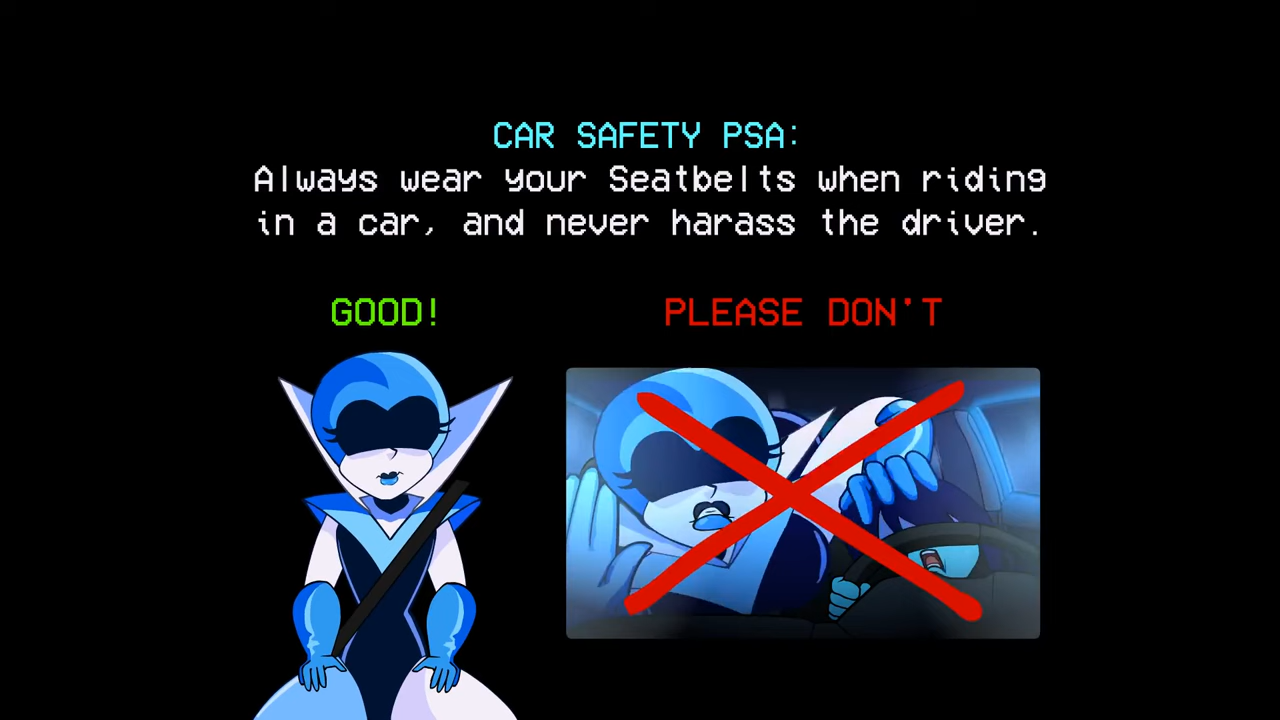 CAR SAFETY PSA:
Always wear your Seatbelts when riding
in a car, and never harass the driver.
GOOD!
PLEASE DON'T